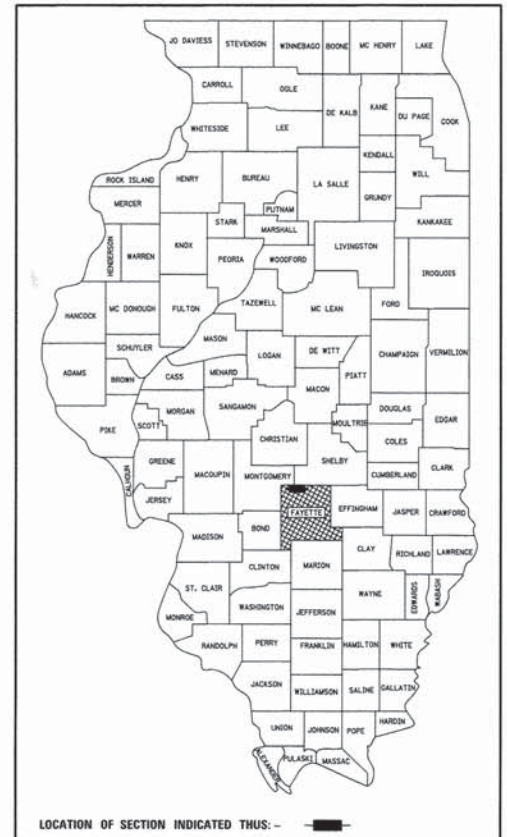 JO DAVIESS STEVENSON WINNEBAGO BOONE MC HENRY LAKE
CARROLL OGLE DE KALB KANE DU PAGE COOK
WHITESIDE LEE KENDALL WILL
ROCK ISLAND HENRY BUREAU LA SALLE GRUNDY
MERCER PUTNAM KANKAKEE
HENDERSON WARREN KNOX STARK MARSHALL LIVINGSTON
PEORIA WOODFORD IROQUOIS
HANCOCK MC DONOUGH FULTON TAZEWELL MC LEAN FORD
SCHUYLER MASON LOGAN DE WITT CHAMPAIGN VERMILION
ADAMS BROWN CASS MENARD MACON PIATT
PIKE SCOTT MORGAN SANGAMON MOULTRIE DOUGLAS EDGAR
CHRISTIAN COLES
CALHOUN GREENE MACOUPIN MONTGOMERY SHELBY CUMBERLAND CLARK
JERSEY FAYETTE EFFINGHAM JASPER CRAWFORD
MADISON BOND
CLINTON MARION CLAY RICHLAND LAWRENCE
ST. CLAIR WAYNE EDWARDS WABASH
MONROE WASHINGTON JEFFERSON
RANDOLPH PERRY FRANKLIN HAMILTON WHITE
JACKSON WILLIAMSON SALINE GALLATIN
UNION JOHNSON POPE HARDIN
ALEXANDER PULASKI MASSAC
LOCATION OF SECTION INDICATED THUS: -